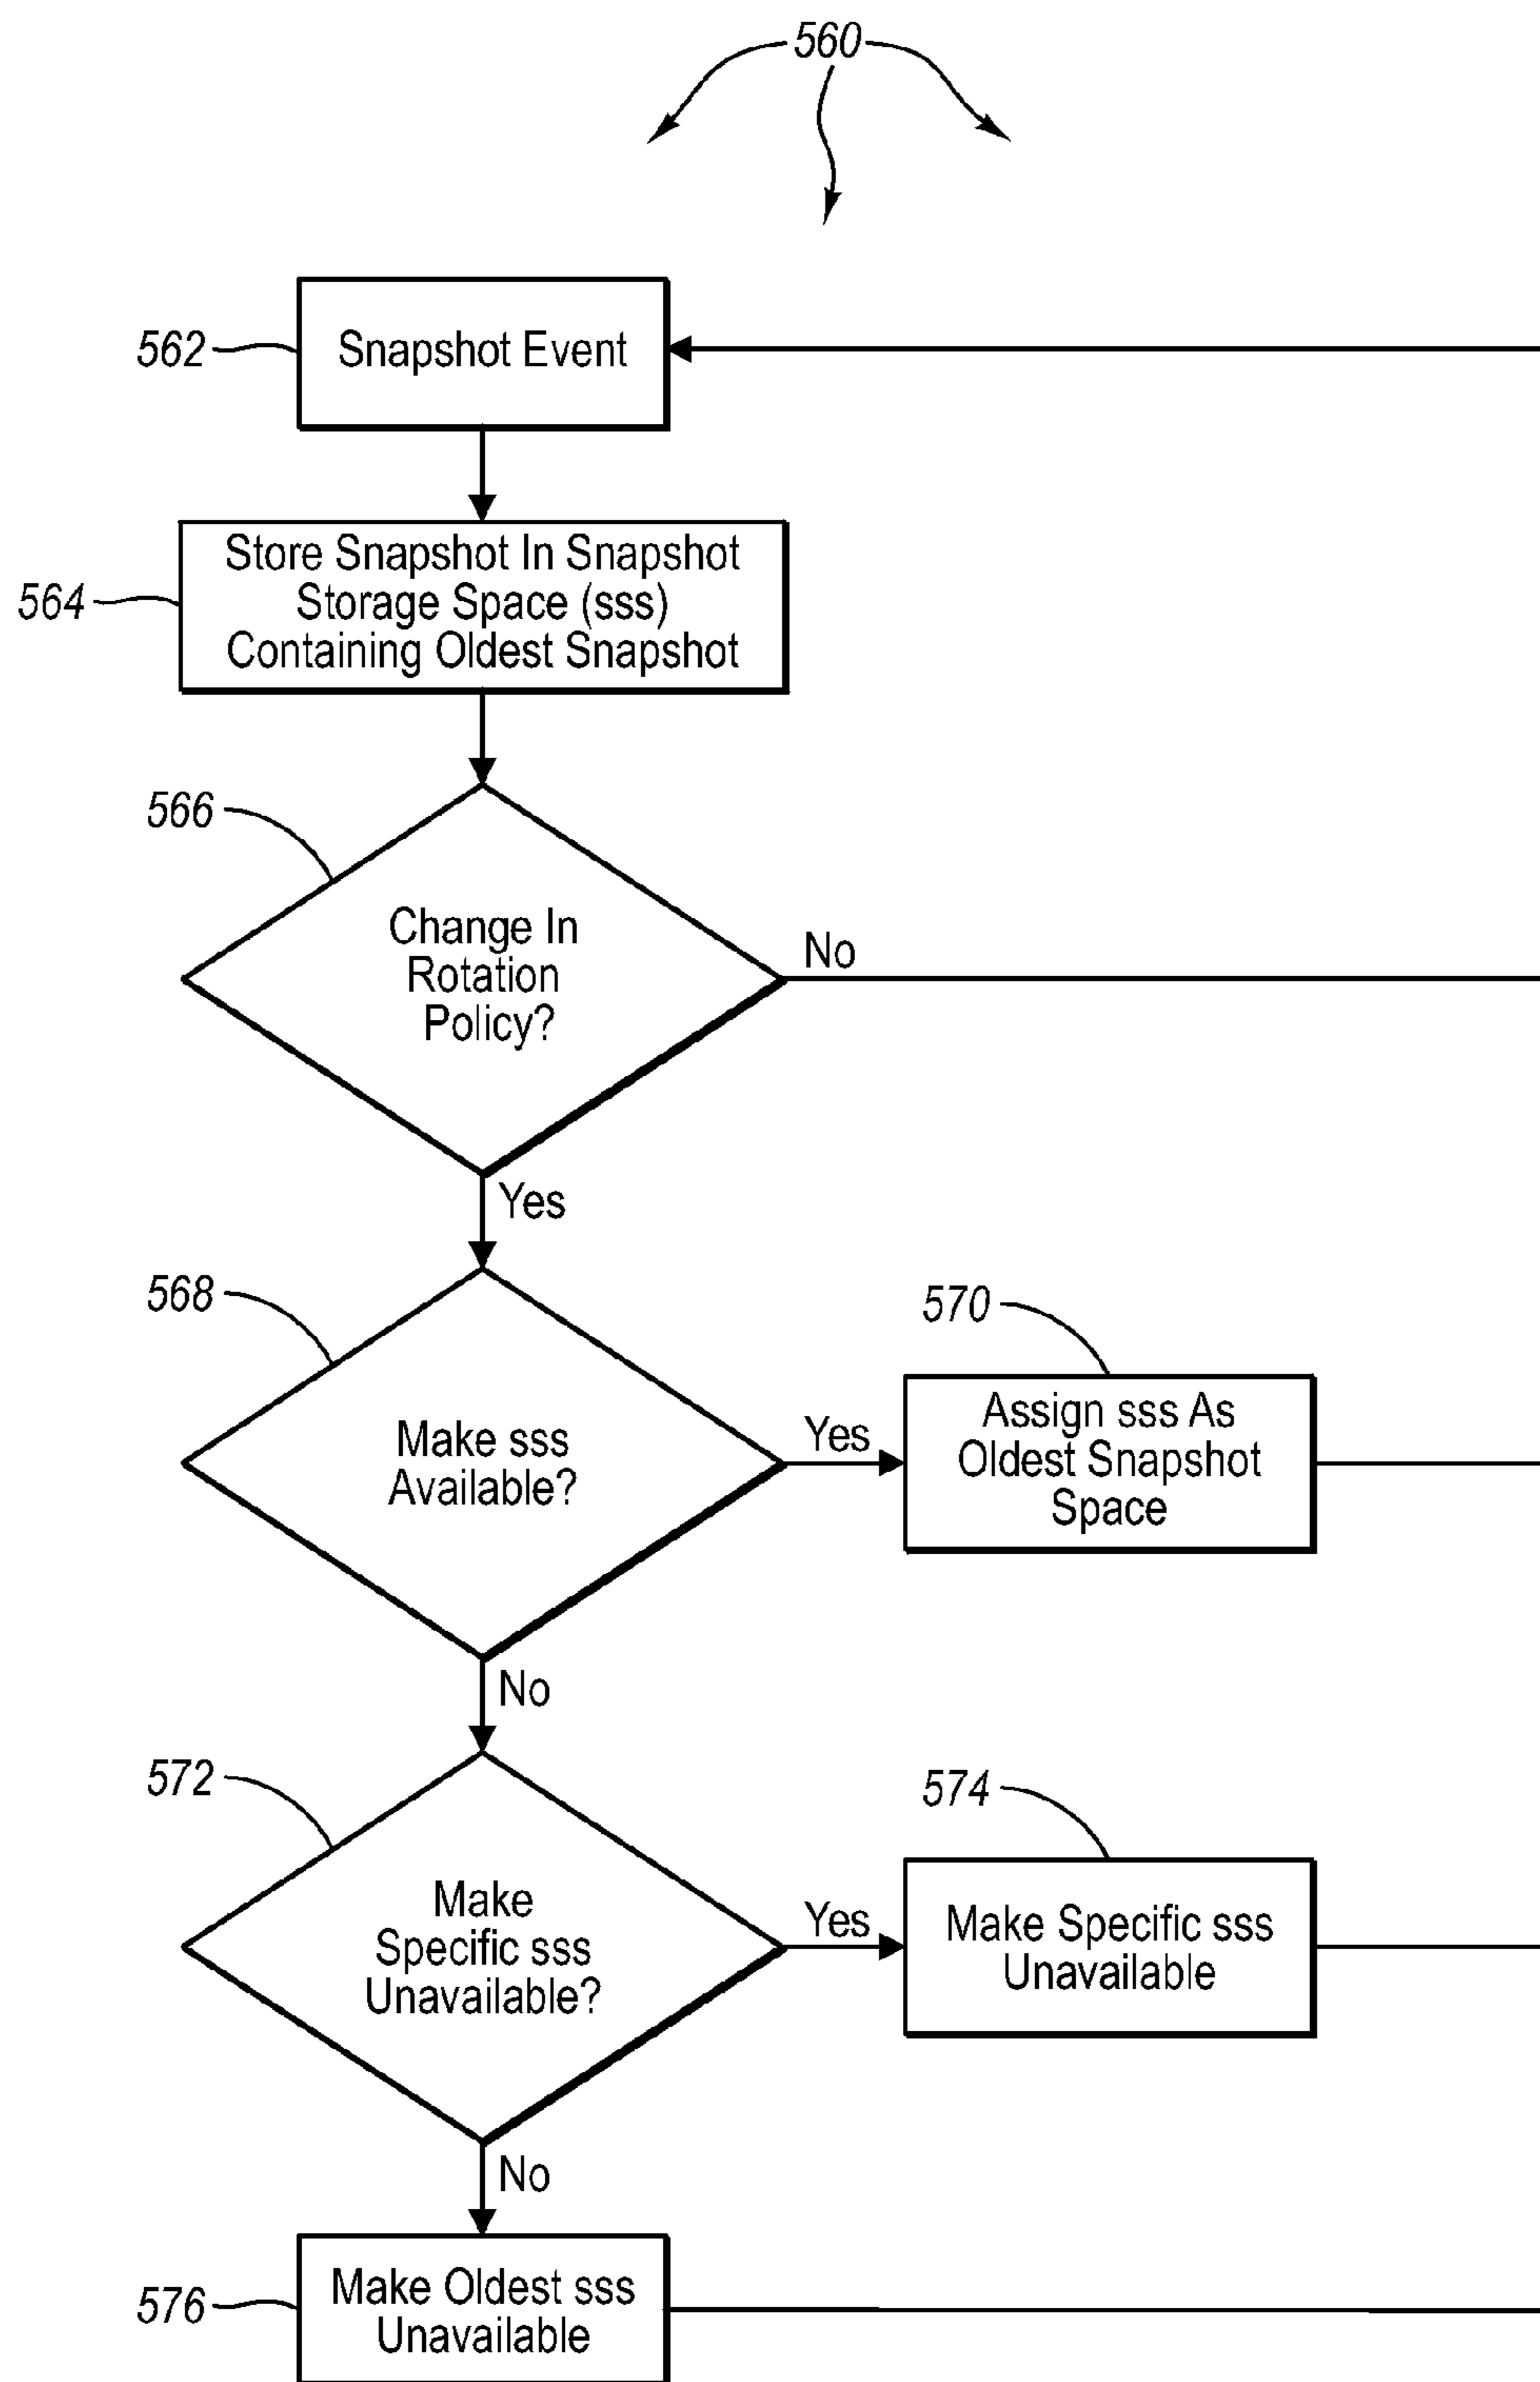 560
562
Snapshot Event
Store Snapshot In Snapshot
Storage Space (sss)
Containing Oldest Snapshot
564
566
Change In
Rotation
Policy?
No
Yes
568
Make sss
Available?
Yes
570
Assign sss As
Oldest Snapshot
Space
No
572
Make
Specific sss
Unavailable?
Yes
574
Make Specific sss
Unavailable
No
576
Make Oldest sss
Unavailable